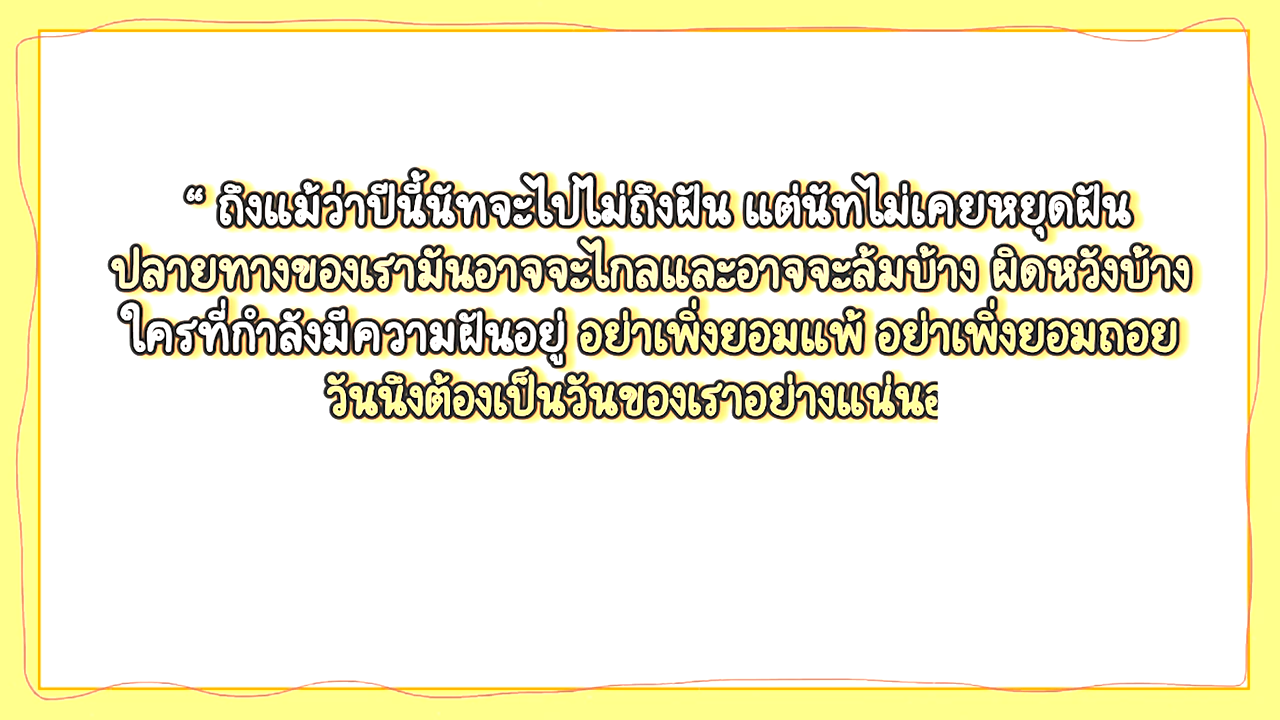 “ ถึงแม้ว่าปีนี้นัทจะไปไม่ถึงฝัน แต่นัทไม่เคยหยุดฝัน
ปลายทางของเรามันอาจจะไกลและอาจจะล้มบ้าง ผิดหวังบ้าง
ใครที่กำลังมีความฝันอยู่ อย่าเพิ่งยอมแพ้ อย่าเพิ่งยอมถอย
วันนึงต้องเป็นวันของเราอย่างแน่น